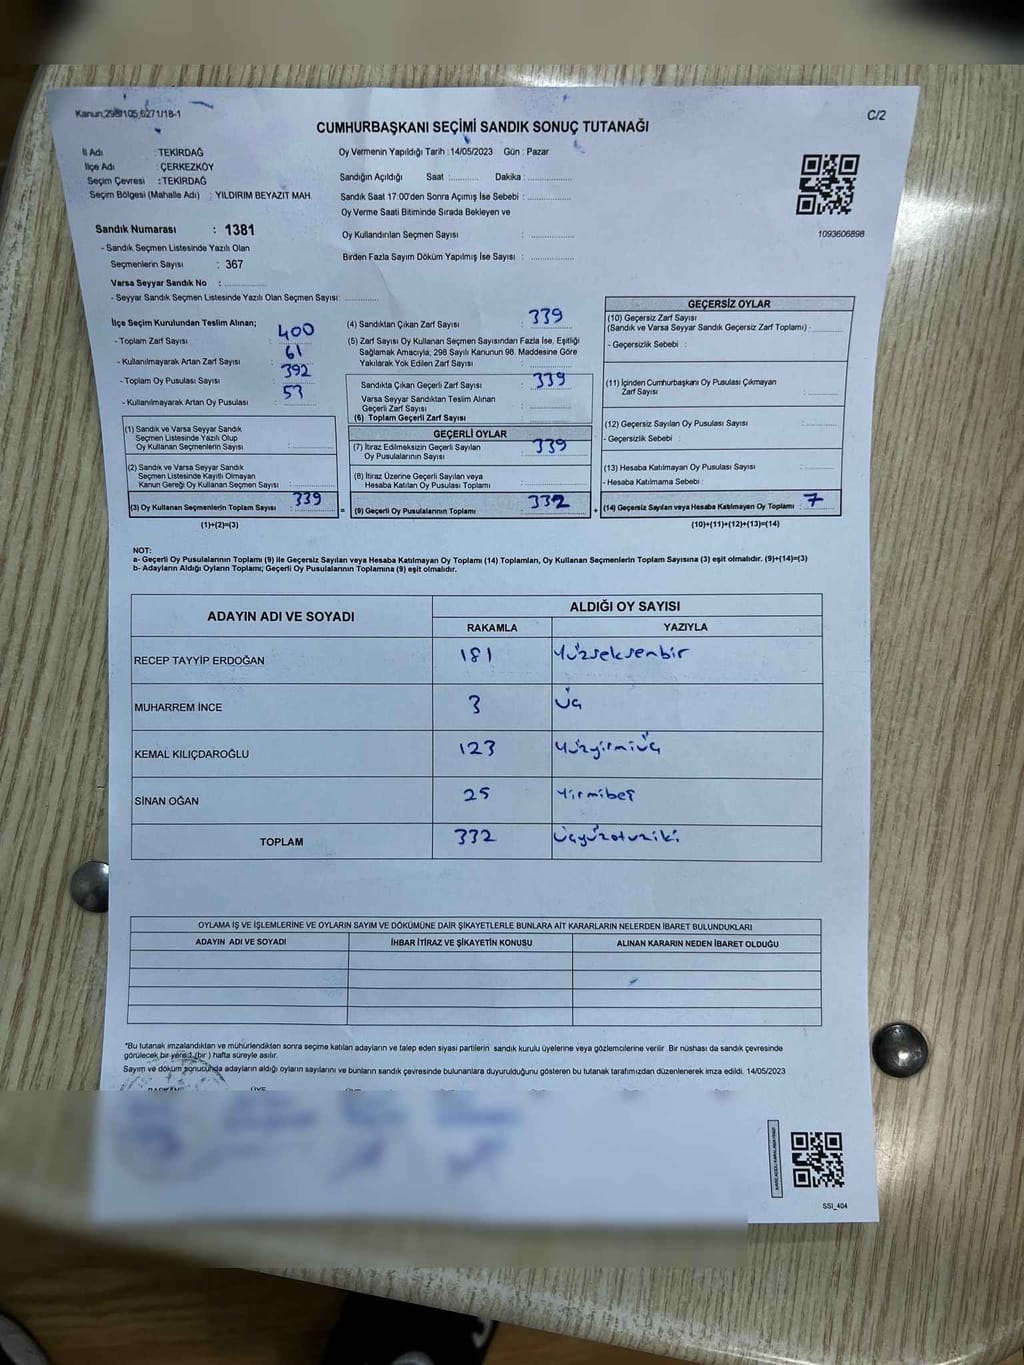 Kanun;298/105;6271/18-1
C/2
CUMHURBAŞKANI SEÇİMİ SANDIK SONUÇ TUTANAĞI
İl Adı : TEKİRDAĞ
İlçe Adı : ÇERKEZKÖY
Seçim Çevresi : TEKİRDAĞ
Seçim Bölgesi (Mahalle Adı) : YILDIRIM BEYAZIT MAH.
Oy Vermenin Yapıldığı Tarih : 14/05/2023 Gün : Pazar
Sandığın Açıldığı Saat :.......... Dakika : ..............
Sandık Saat 17.00'den Sonra Açımış İse Sebebi : ..............
Oy Verme Saati Bitiminde Sırada Bekleyen ve
Oy Kullandırılan Seçmen Sayısı : ..............
Birden Fazla Sayım Döküm Yapılmış İse Sayısı : ..............
1093606898
Sandık Numarası : 1381
- Sandık Seçmen Listesinde Yazılı Olan
Seçmenlerin Sayısı : 367
Varsa Seyyar Sandık No : ..............
- Seyyar Sandık Seçmen Listesinde Yazılı Olan Seçmen Sayısı: ..........
İlçe Seçim Kurulundan Teslim Alınan;
- Toplam Zarf Sayısı : 400
- Kullanılmayarak Artan Zarf Sayısı : 61
- Toplam Oy Pusulası Sayısı : 392
- Kullanılmayarak Artan Oy Pusulası : 53
(1) Sandık ve Varsa Seyyar Sandık
Seçmen Listesinde Yazılı Olup
Oy Kullanan Seçmenlerin Sayısı : ..............
(2) Sandık ve Varsa Seyyar Sandık
Seçmen Listesinde Kayıtlı Olmayan
Kanun Gereği Oy Kullanan Seçmen Sayısı : ..............
(3) Oy Kullanan Seçmenlerin Toplam Sayısı : 339
(1)+(2)=(3)
(4) Sandıktan Çıkan Zarf Sayısı : 339
(5) Zarf Sayısı Oy Kullanan Seçmen Sayısından Fazla İse, Eşitliği
Sağlamak Amacıyla; 298 Sayılı Kanunun 98. Maddesine Göre
Yakılarak Yok Edilen Zarf Sayısı : ..............
Sandıkta Çıkan Geçerli Zarf Sayısı : 339
Varsa Seyyar Sandıktan Teslim Alınan
Geçerli Zarf Sayısı : ..............
(6) Toplam Geçerli Zarf Sayısı
GEÇERLİ OYLAR
(7) İtiraz Edilmeksizin Geçerli Sayılan
Oy Pusulalarının Sayısı : 339
(8) İtiraz Üzerine Geçerli Sayılan veya
Hesaba Katılan Oy Pusulası Toplamı : ..............
= (9) Geçerli Oy Pusulalarının Toplamı : 332 +
GEÇERSİZ OYLAR
(10) Geçersiz Zarf Sayısı
(Sandık ve Varsa Seyyar Sandık Geçersiz Zarf Toplamı) : ..........
- Geçersizlik Sebebi :
(11) İçinden Cumhurbaşkanı Oy Pusulası Çıkmayan
Zarf Sayısı : ..........
(12) Geçersiz Sayılan Oy Pusulası Sayısı : ..........
- Geçersizlik Sebebi :
(13) Hesaba Katılmayan Oy Pusulası Sayısı : ..........
- Hesaba Katılmama Sebebi :
(14) Geçersiz Sayılan veya Hesaba Katılmayan Oy Toplamı : 7
(10)+(11)+(12)+(13)=(14)
NOT:
a- Geçerli Oy Pusulalarının Toplamı (9) ile Geçersiz Sayılan veya Hesaba Katılmayan Oy Toplamı (14) Toplamları, Oy Kullanan Seçmenlerin Toplam Sayısına (3) eşit olmalıdır. (9)+(14)=(3)
b- Adayların Aldığı Oyların Toplamı; Geçerli Oy Pusulalarının Toplamına (9) eşit olmalıdır.
ADAYIN ADI VE SOYADI ALDIĞI OY SAYISI
RAKAMLA YAZIYLA
RECEP TAYYİP ERDOĞAN 181 Yüzseksenbir
MUHARREM İNCE 3 üç
KEMAL KILIÇDAROĞLU 123 Yüzyirmiüç
SİNAN OĞAN 25 Yirmibeş
TOPLAM 332 üçyüzotuziki
OYLAMA İŞ VE İŞLEMLERİNE VE OYLARIN SAYIM VE DÖKÜMÜNE DAİR ŞİKAYETLERLE BUNLARA AİT KARARLARIN NELERDEN İBARET BULUNDUKLARI
ADAYIN ADI VE SOYADI İHBAR İTİRAZ VE ŞİKAYETİN KONUSU ALINAN KARARIN NEDEN İBARET OLDUĞU
*Bu tutanak imzalandıktan ve mühürlendikten sonra seçime katılan adayların ve talep eden siyasi partilerin sandık kurulu üyelerine veya gözlemcilerine verilir .Bir nüshası da sandık çevresinde
görülecek bir yere 1 (bir ) hafta süreyle asılır.
Sayım ve döküm sonucunda adayların aldığı oyların sayılarını ve bunların sandık çevresinde bulunanlara duyurulduğunu gösteren bu tutanak tarafımızdan düzenlenerek imza edildi. 14/05/2023
BAŞKAN ÜYE
SSI_404